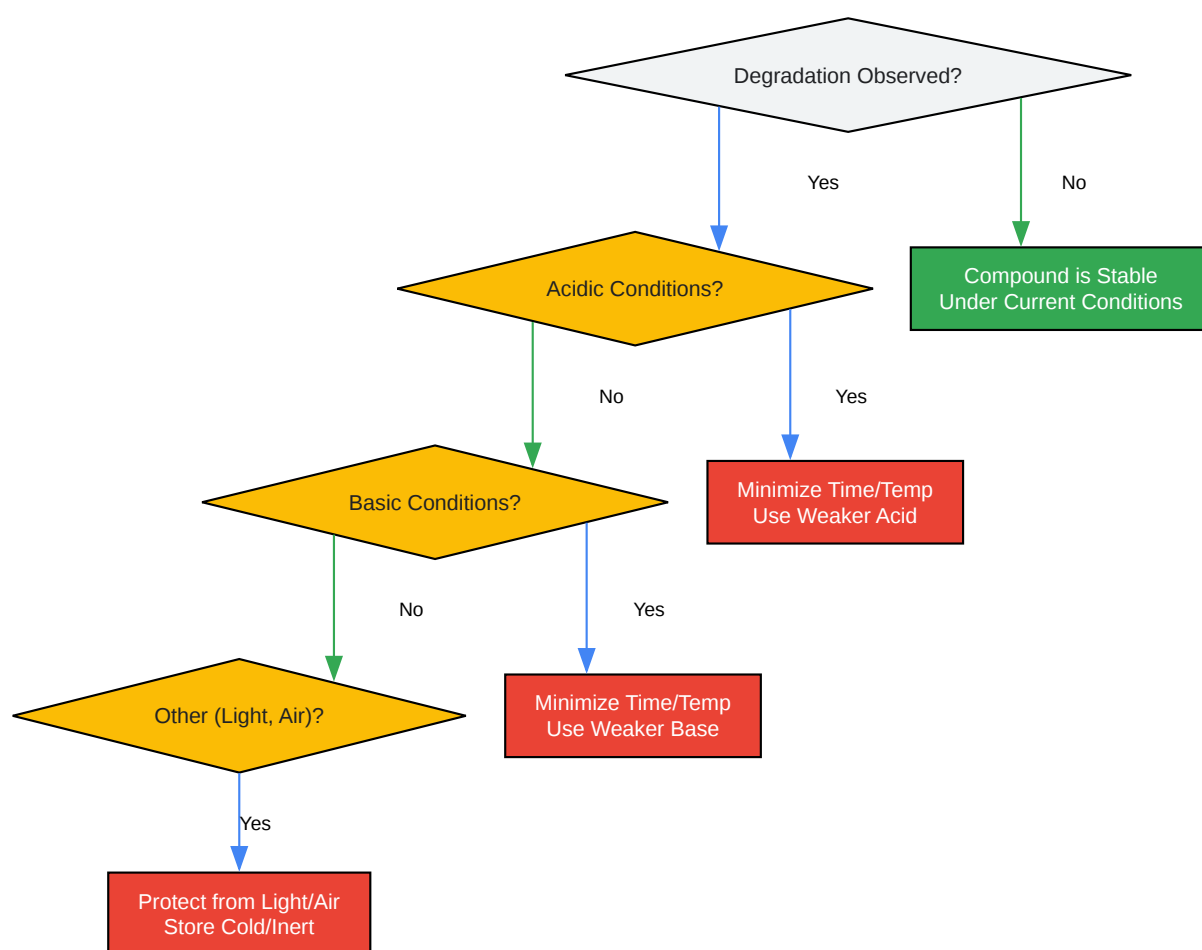 Degradation Observed?
Yes
No
Acidic Conditions?
Compound is Stable
Under Current Conditions
No
Yes
Basic Conditions?
Minimize Time/Temp
Use Weaker Acid
No
Yes
Other (Light, Air)?
Minimize Time/Temp
Use Weaker Base
Yes
Protect from Light/Air
Store Cold/Inert